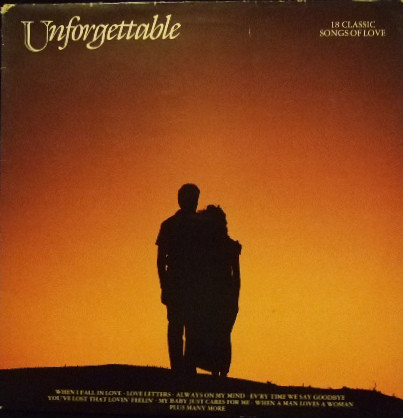 Unforgettable
18 CLASSIC
SONGS OF LOVE
WHEN I FALL IN LOVE · LOVE LETTERS · ALWAYS ON MY MIND · EV'RY TIME WE SAY GOODBYE
YOU'VE LOST THAT LOVIN' FEELIN' · MY BABY JUST CARES FOR ME · WHEN A MAN LOVES A WOMAN
PLUS MANY MORE